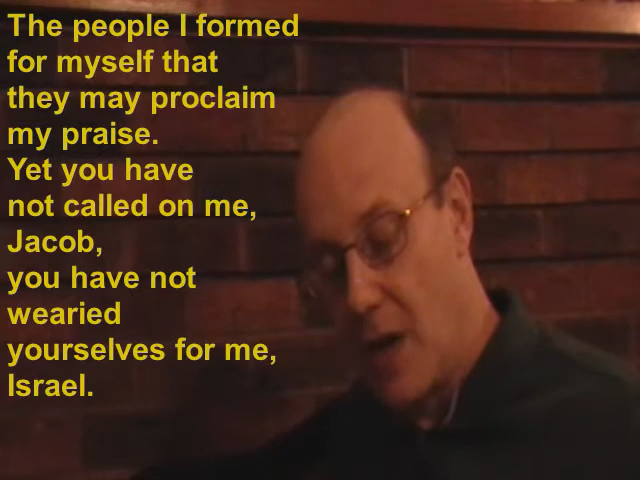 The people I formed
for myself that
they may proclaim
my praise.
Yet you have
not called on me,
Jacob,
you have not
wearied
yourselves for me,
Israel.